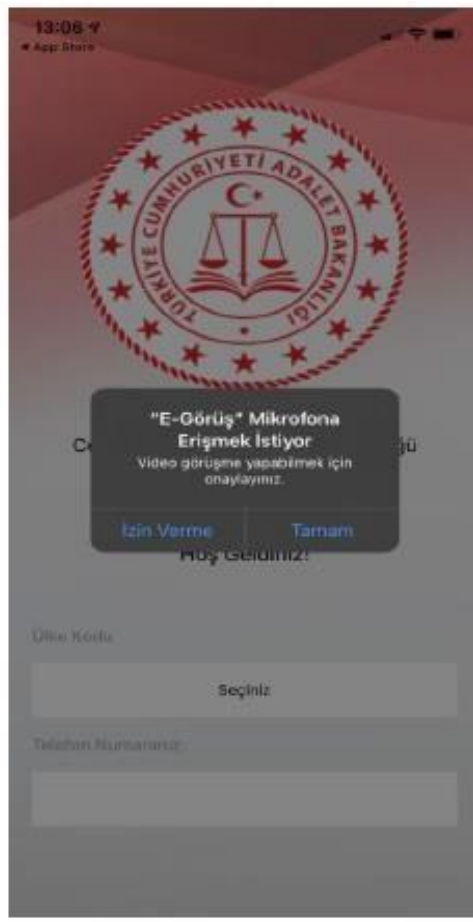 13:06
App Store
TÜRKİYE CUMHURİYETİ ADALET BAKANLIĞI
"E-Görüş" Mikrofona
Erişmek İstiyor
Video görüşme yapabilmek için
onaylayınız.
İzin Verme
Tamam
Hoş Geldiniz!
Ülke Kodu
Seçiniz
Telefon Numaranız